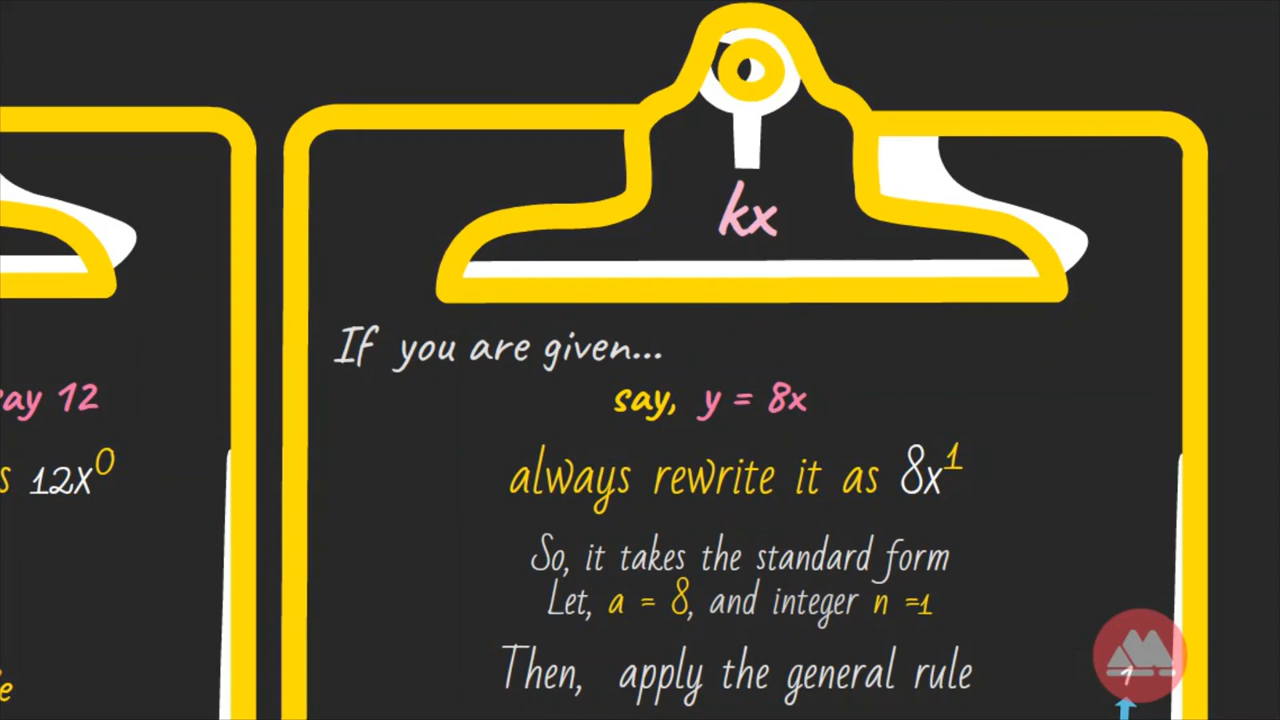 kx
If you are given...
say, y = 8x
always rewrite it as 8x¹
So, it takes the standard form
Let, a = 8, and integer n =1
Then, apply the general rule
ay 12
s 12x⁰
e
1